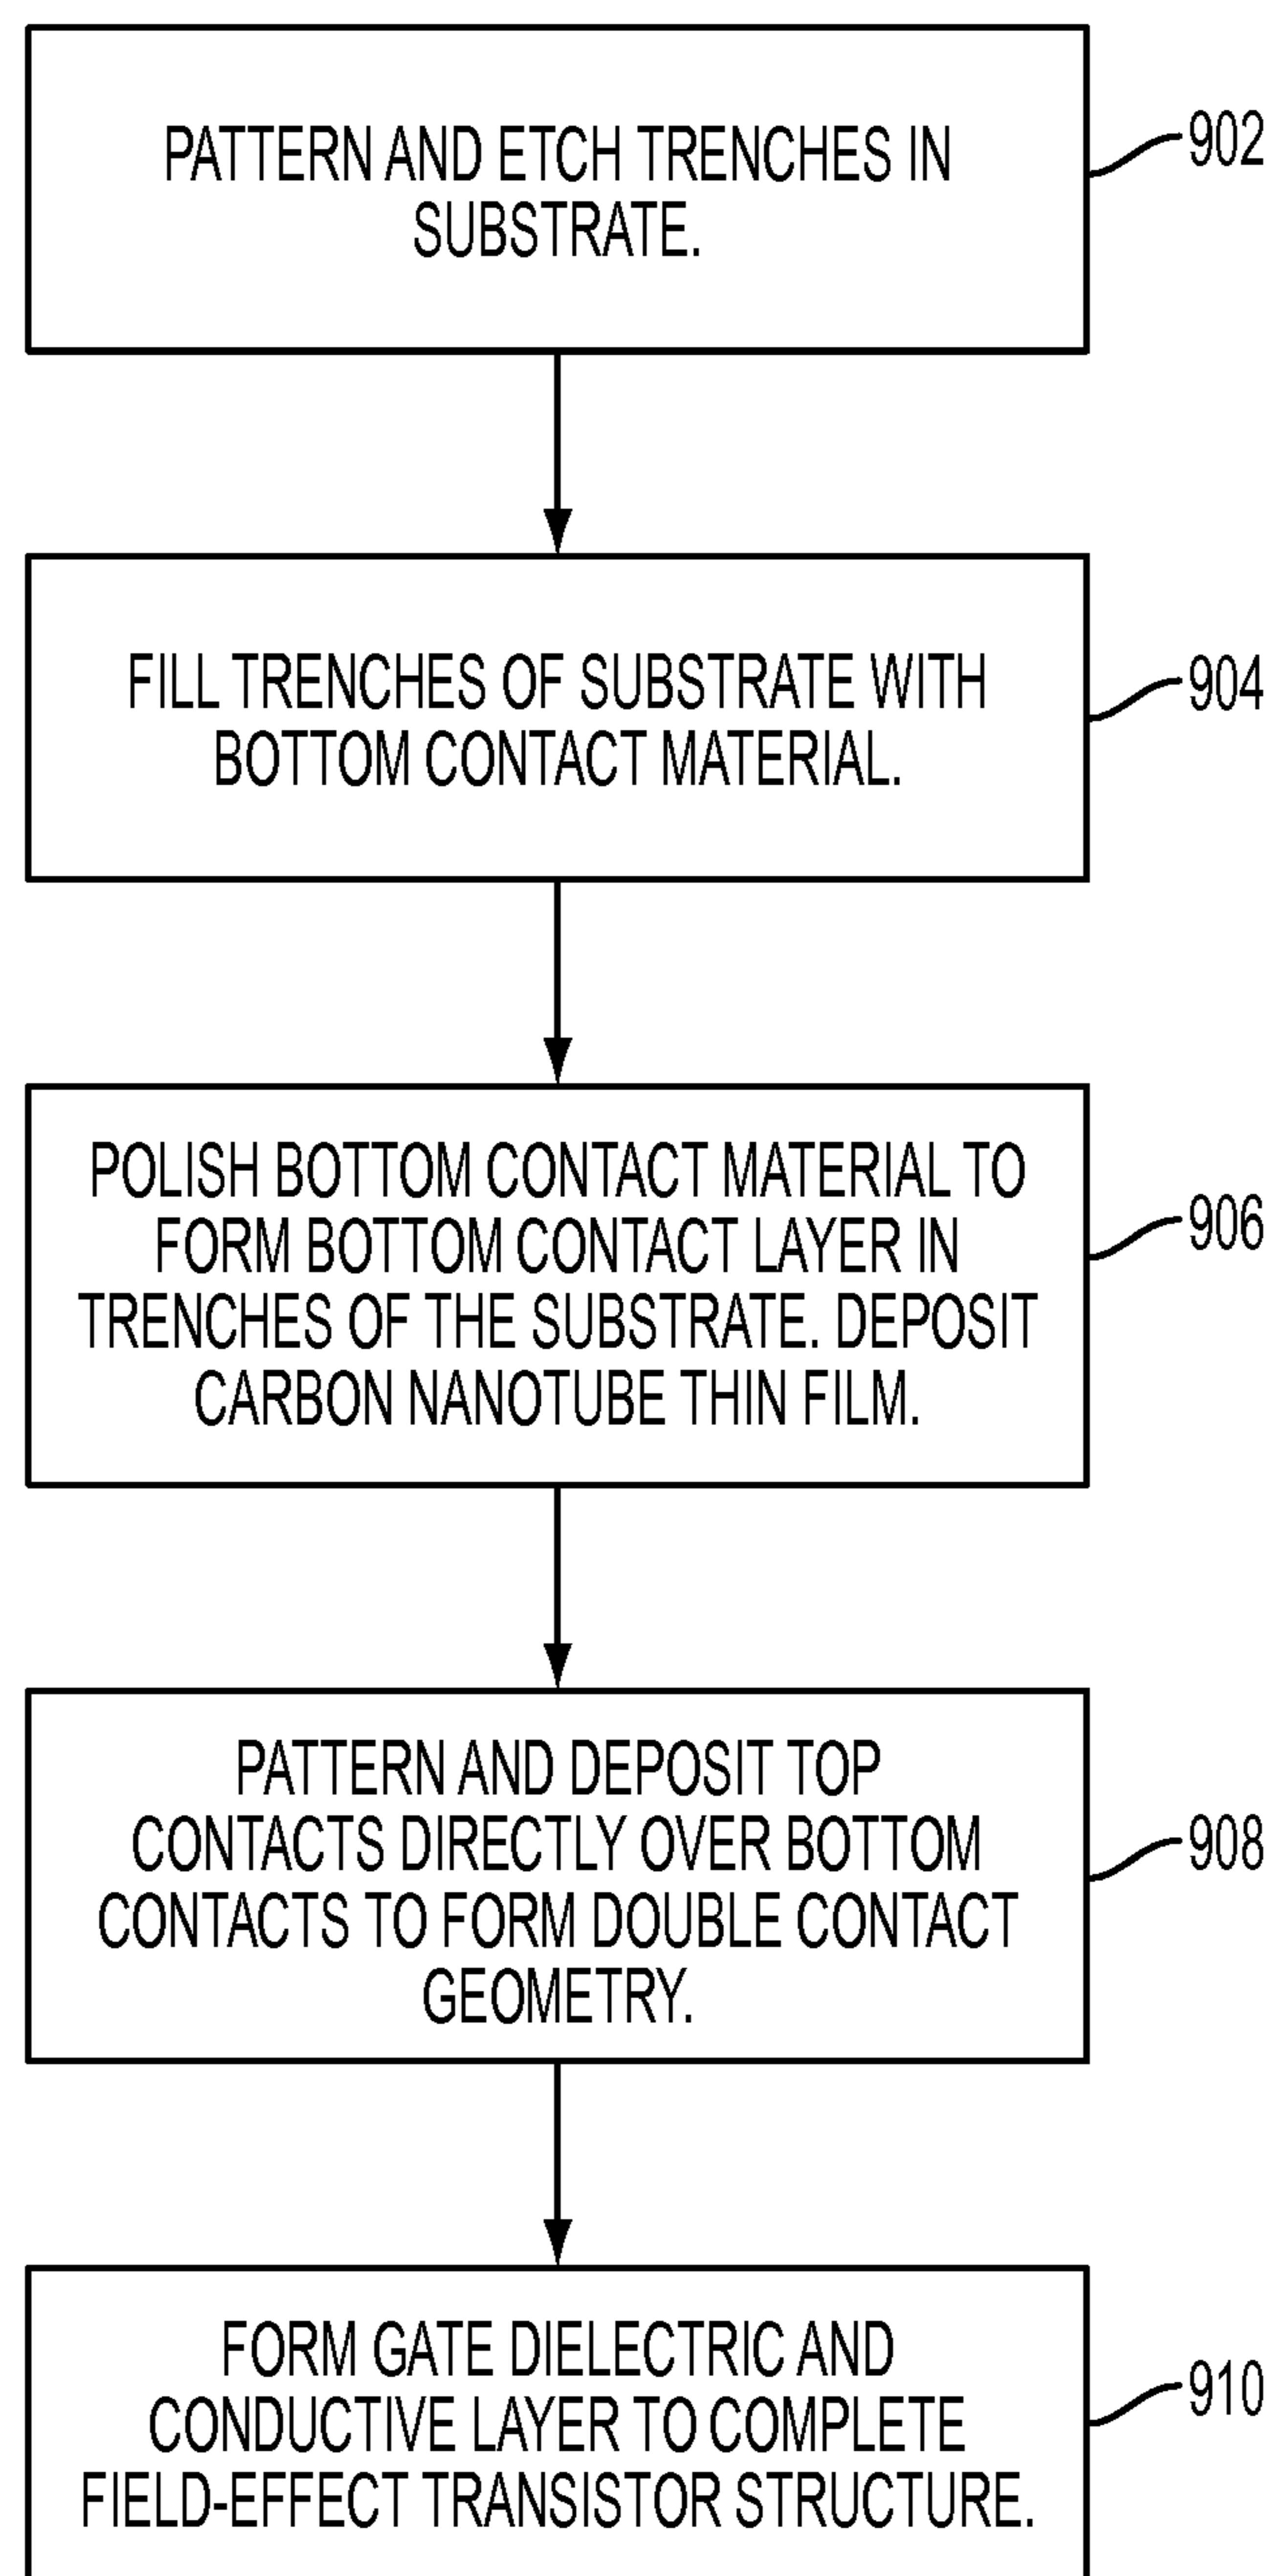 PATTERN AND ETCH TRENCHES IN
SUBSTRATE.
902
FILL TRENCHES OF SUBSTRATE WITH
BOTTOM CONTACT MATERIAL.
904
POLISH BOTTOM CONTACT MATERIAL TO
FORM BOTTOM CONTACT LAYER IN
TRENCHES OF THE SUBSTRATE. DEPOSIT
CARBON NANOTUBE THIN FILM.
906
PATTERN AND DEPOSIT TOP
CONTACTS DIRECTLY OVER BOTTOM
CONTACTS TO FORM DOUBLE CONTACT
GEOMETRY.
908
FORM GATE DIELECTRIC AND
CONDUCTIVE LAYER TO COMPLETE
FIELD-EFFECT TRANSISTOR STRUCTURE.
910